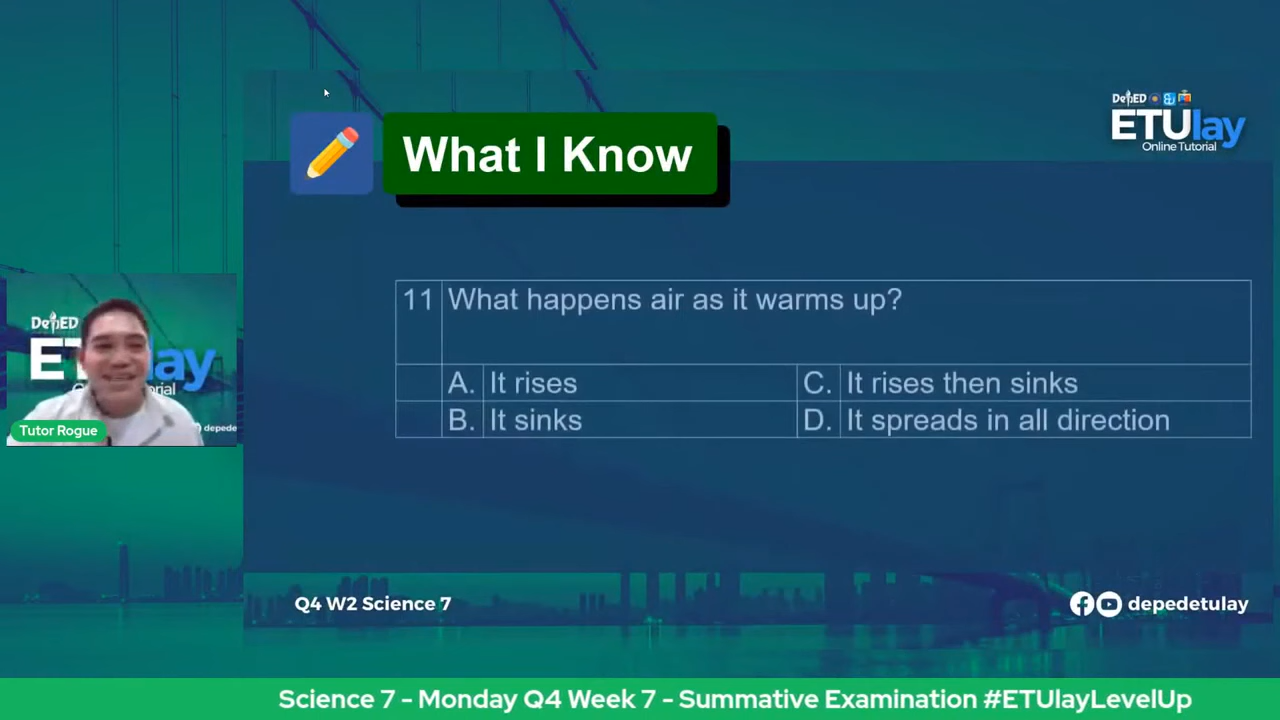 What I Know
DepED
ETUlay
Online Tutorial
11 What happens air as it warms up?
A. It rises C. It rises then sinks
B. It sinks D. It spreads in all direction
DepED
Tutor Rogue
Q4 W2 Science 7
depedetulay
Science 7 - Monday Q4 Week 7 - Summative Examination #ETUlayLevelUp